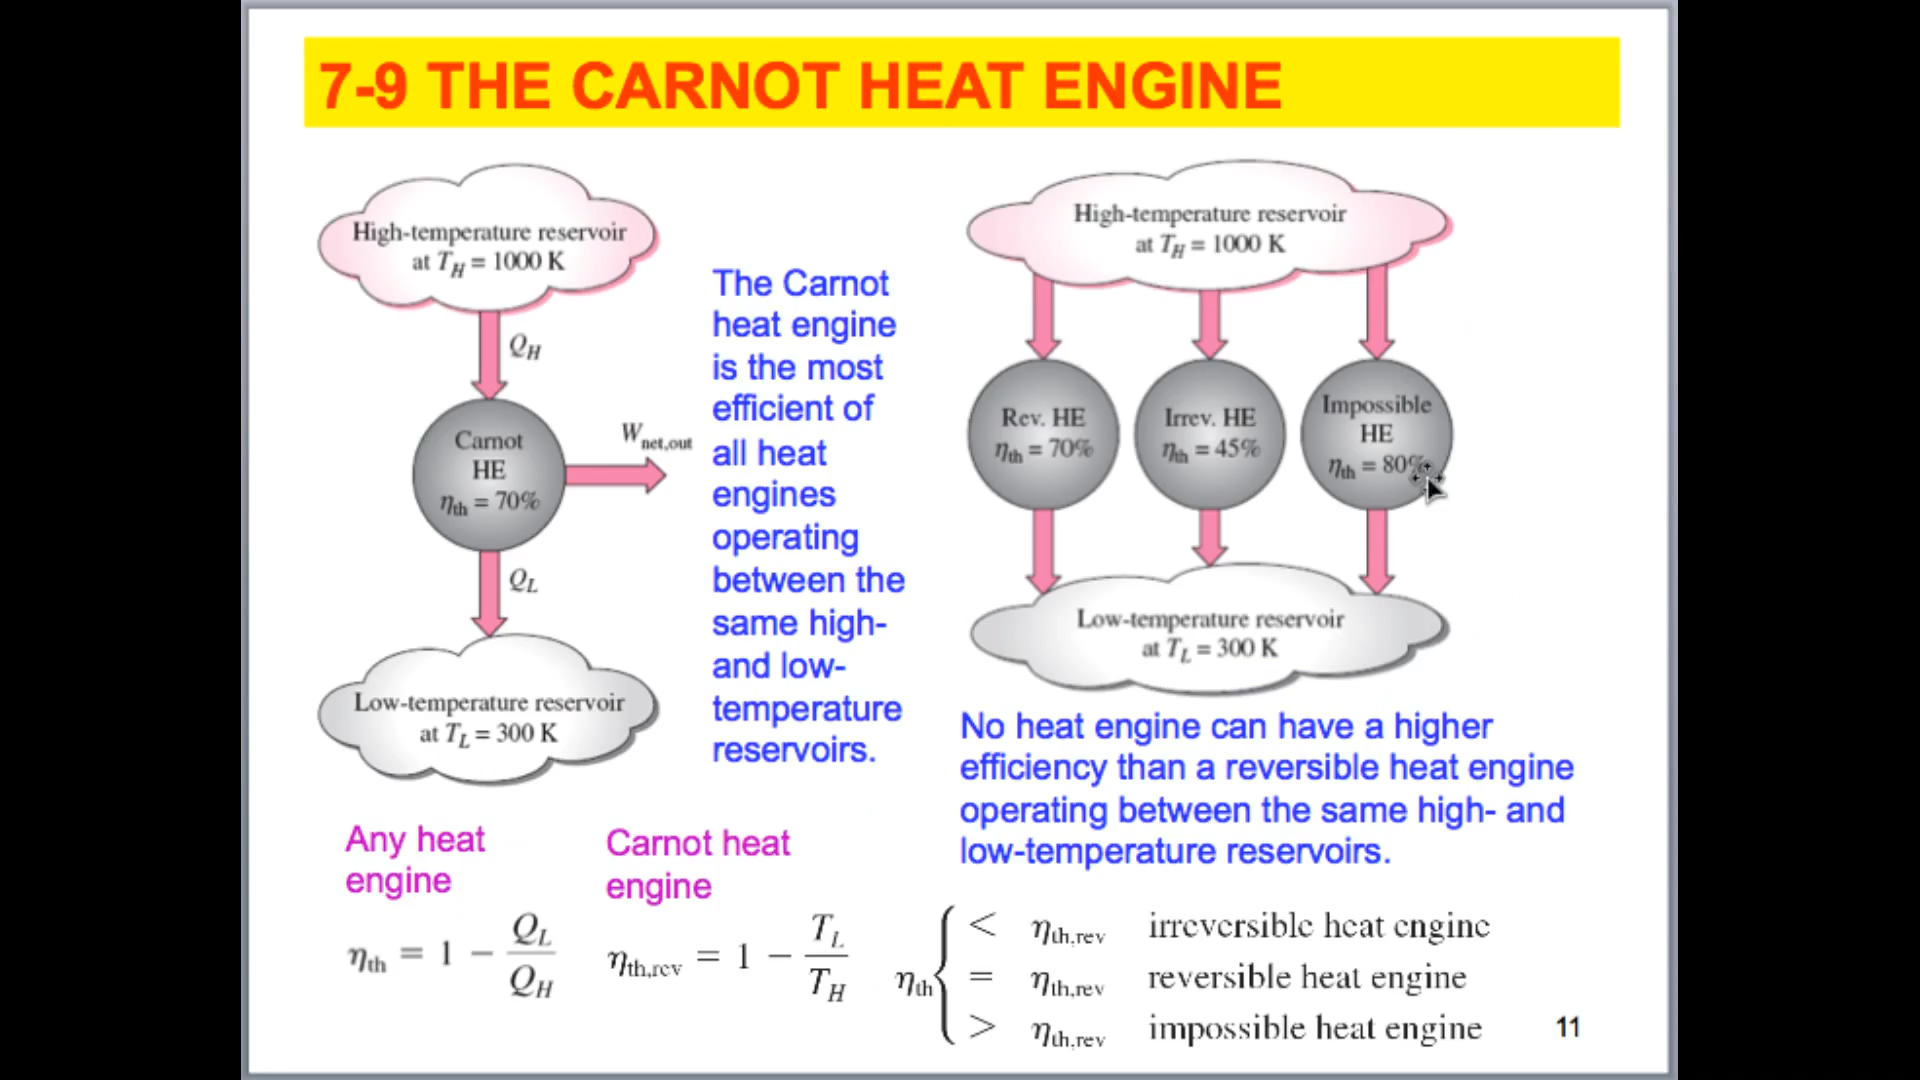 7-9 THE CARNOT HEAT ENGINE
High-temperature reservoir
at T_H = 1000 K
Q_H
Carnot
HE
η_th = 70%
W_net,out
Q_L
Low-temperature reservoir
at T_L = 300 K
The Carnot
heat engine
is the most
efficient of
all heat
engines
operating
between the
same high-
and low-
temperature
reservoirs.
High-temperature reservoir
at T_H = 1000 K
Rev. HE
η_th = 70%
Irrev. HE
η_th = 45%
Impossible
HE
η_th = 80%
Low-temperature reservoir
at T_L = 300 K
No heat engine can have a higher
efficiency than a reversible heat engine
operating between the same high- and
low-temperature reservoirs.
Any heat
engine
η_th = 1 − Q_L / Q_H
Carnot heat
engine
η_th,rev = 1 − T_L / T_H
η_th {
< η_th,rev irreversible heat engine
= η_th,rev reversible heat engine
> η_th,rev impossible heat engine
11